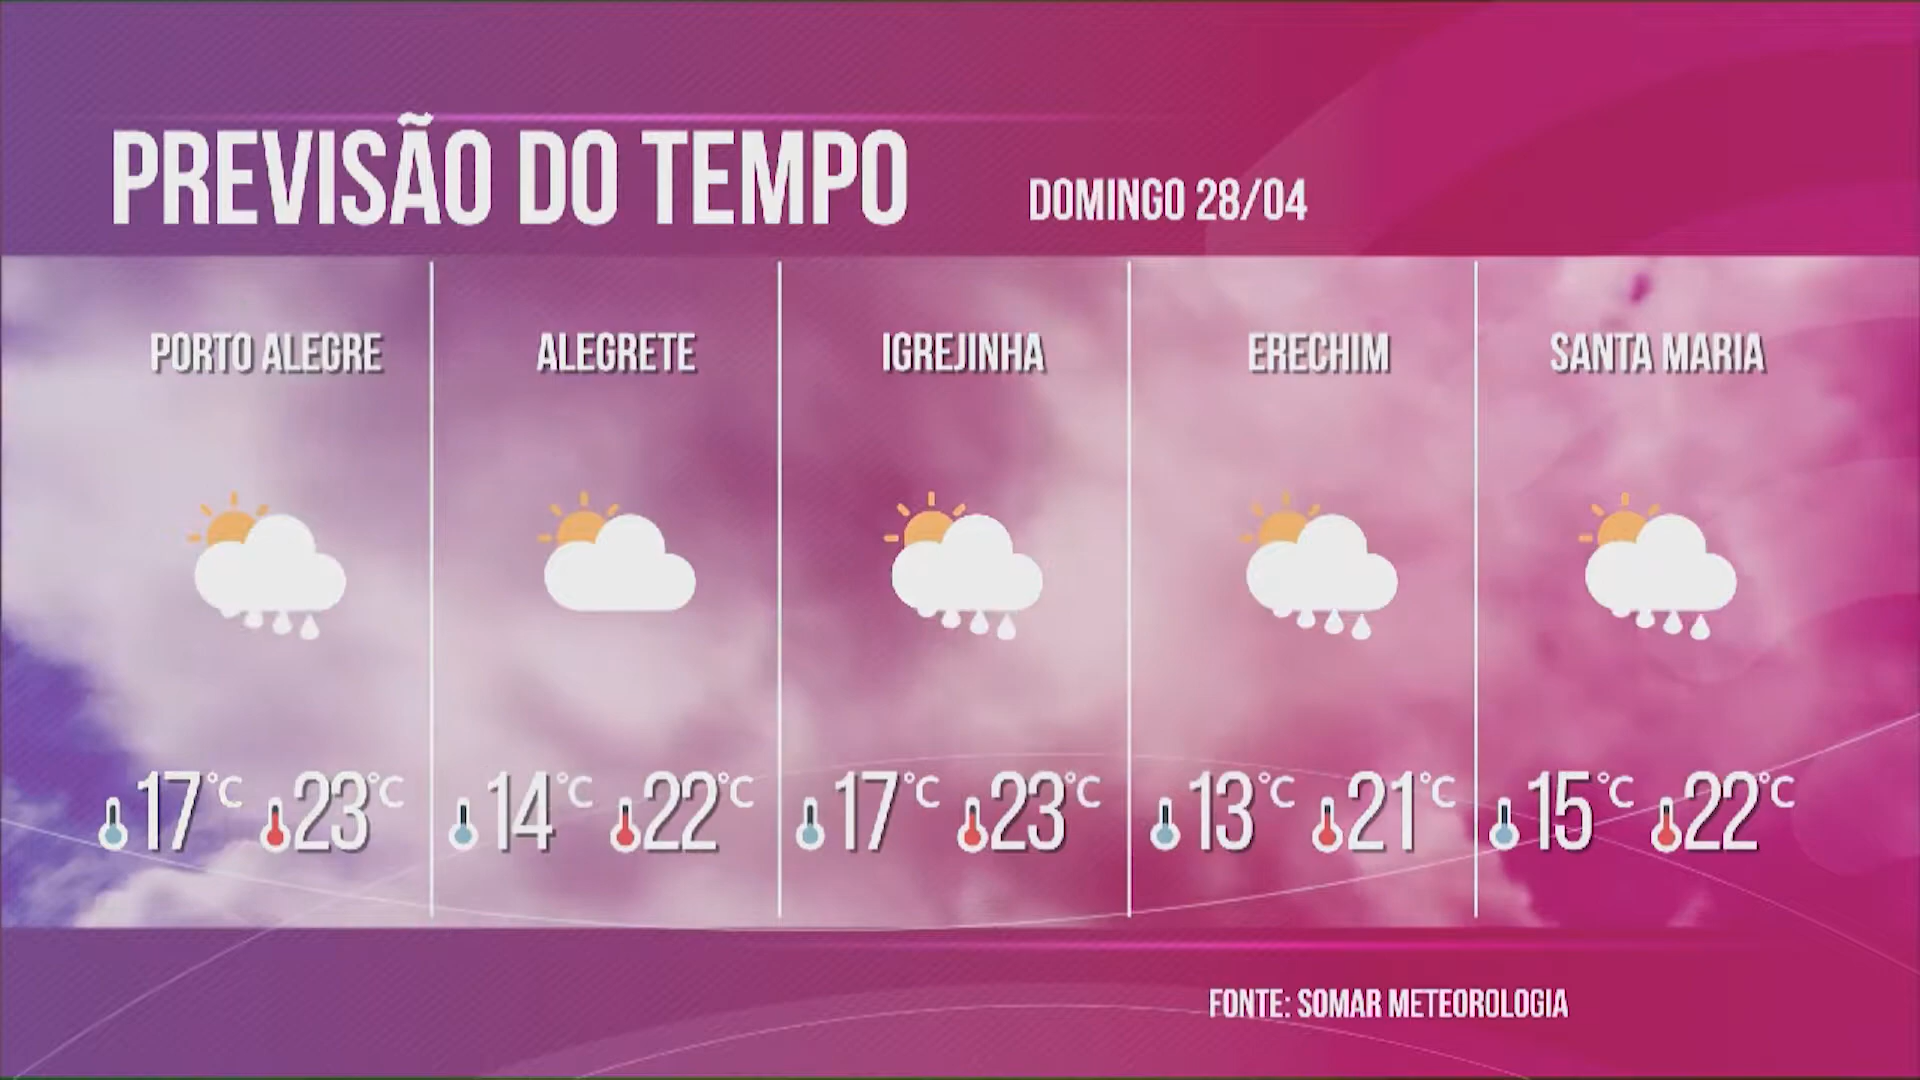 PREVISÃO DO TEMPO
DOMINGO 28/04
PORTO ALEGRE
ALEGRETE
IGREJINHA
ERECHIM
SANTA MARIA
17°C 23°C
14°C 22°C
17°C 23°C
13°C 21°C
15°C 22°C
FONTE: SOMAR METEOROLOGIA